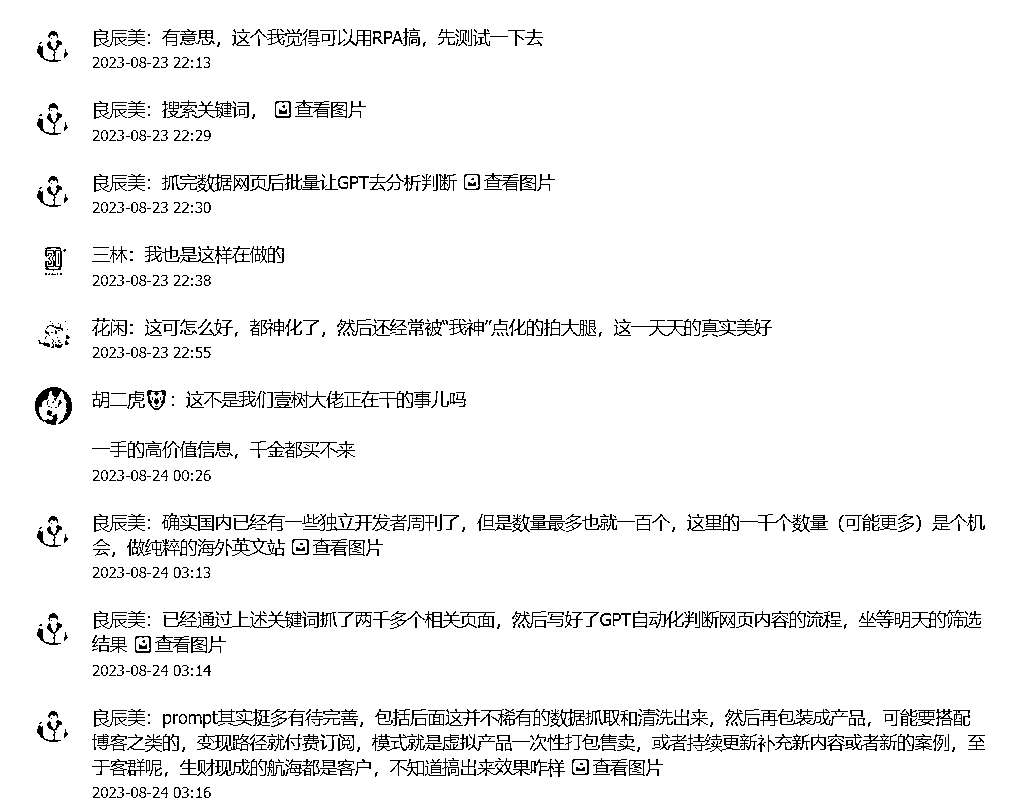 良辰美：有意思，这个我觉得可以用RPA搞，先测试一下去
2023-08-23 22:13
良辰美：搜索关键词， 查看图片
2023-08-23 22:29
良辰美：抓完数据网页后批量让GPT去分析判断 查看图片
2023-08-23 22:30
三林：我也是这样在做的
2023-08-23 22:38
花闲：这可怎么好，都神化了，然后还经常被“我神”点化的拍大腿，这一天天的真实美好
2023-08-23 22:55
胡二虎🐯：这不是我们壹树大佬正在干的事儿吗
一手的高价值信息，千金都买不来
2023-08-24 00:26
良辰美：确实国内已经有一些独立开发者周刊了，但是数量最多也就一百个，这里的一千个数量（可能更多）是个机
会，做纯粹的海外英文站 查看图片
2023-08-24 03:13
良辰美：已经通过上述关键词抓了两千多个相关页面，然后写好了GPT自动化判断网页内容的流程，坐等明天的筛选
结果 查看图片
2023-08-24 03:14
良辰美：prompt其实挺多有待完善，包括后面这并不稀有的数据抓取和清洗出来，然后再包装成产品，可能要搭配
博客之类的，变现路径就付费订阅，模式就是虚拟产品一次性打包售卖，或者持续更新补充新内容或者新的案例，至
于客群呢，生财现成的航海都是客户，不知道搞出来效果咋样 查看图片
2023-08-24 03:16